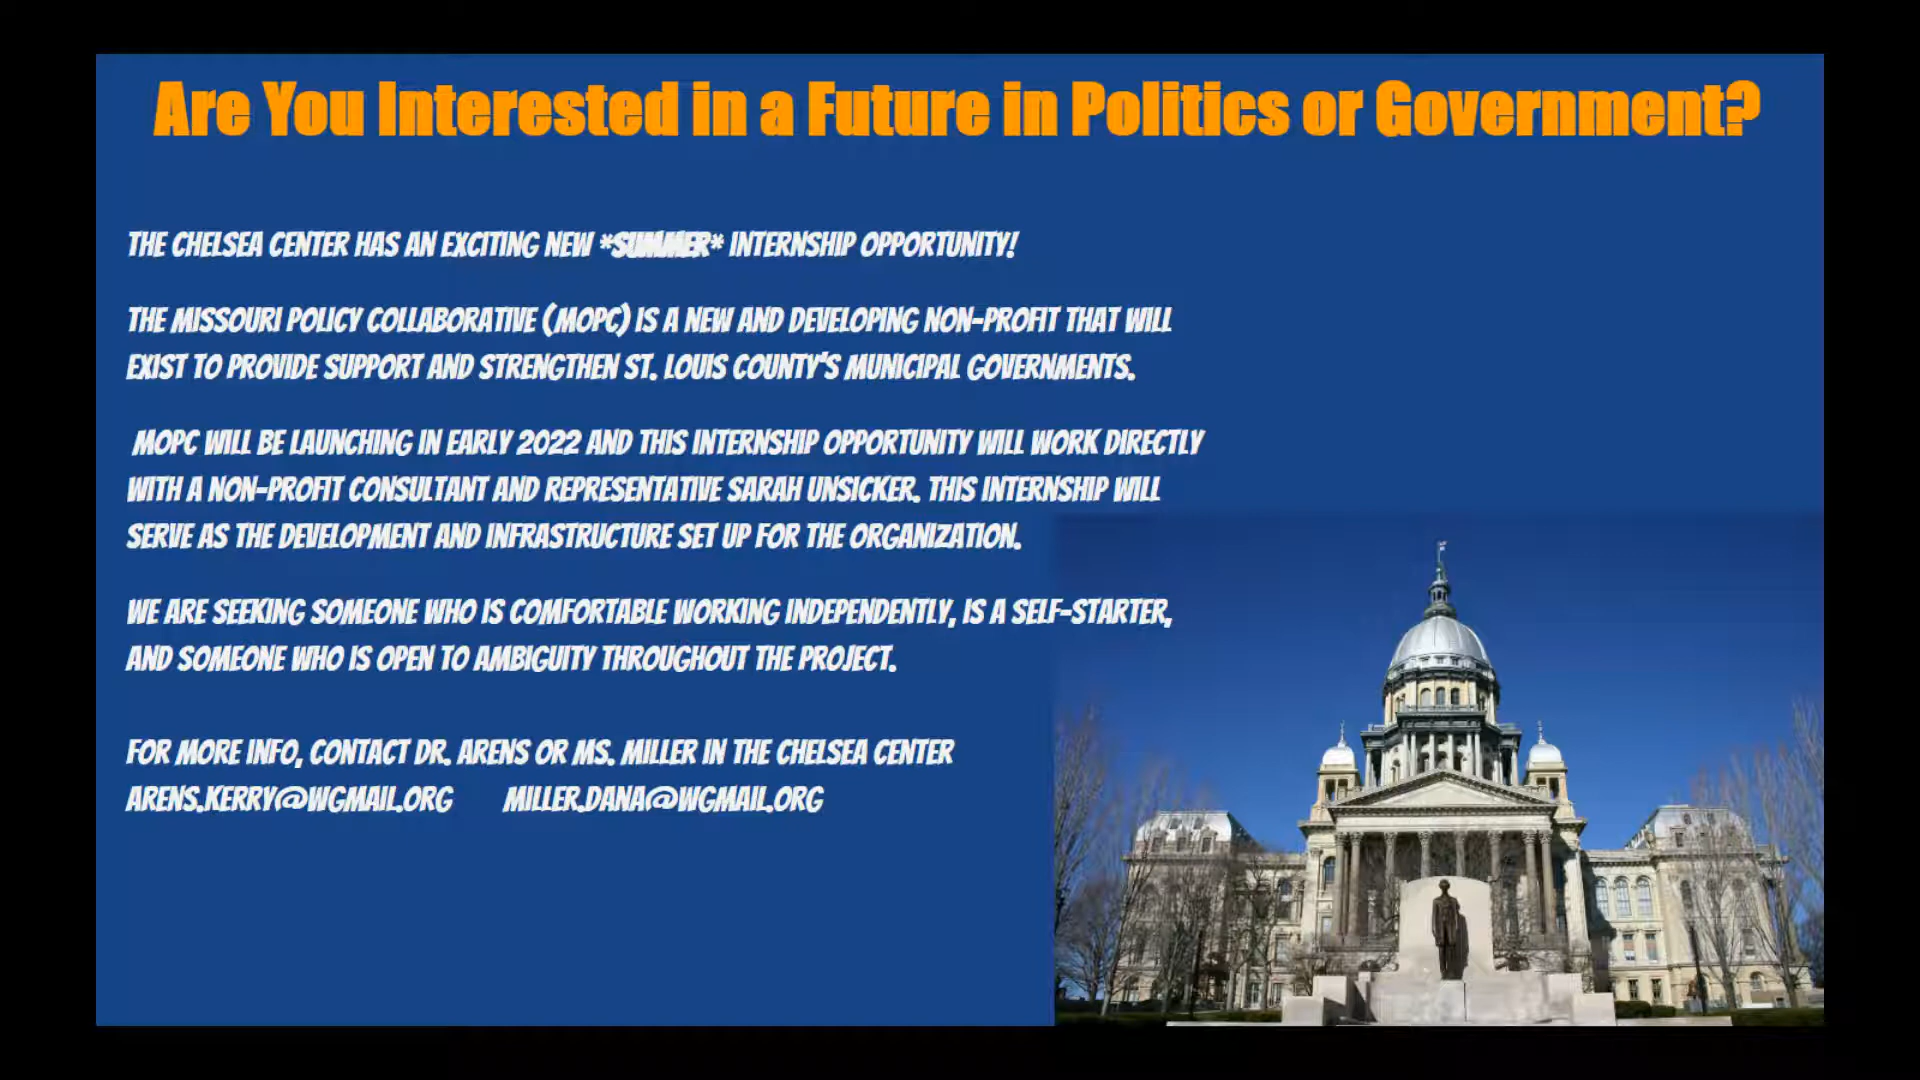 Are You Interested in a Future in Politics or Government?
THE CHELSEA CENTER HAS AN EXCITING NEW *SUMMER* INTERNSHIP OPPORTUNITY!
THE MISSOURI POLICY COLLABORATIVE (MOPC) IS A NEW AND DEVELOPING NON-PROFIT THAT WILL
EXIST TO PROVIDE SUPPORT AND STRENGTHEN ST. LOUIS COUNTY'S MUNICIPAL GOVERNMENTS.
MOPC WILL BE LAUNCHING IN EARLY 2022 AND THIS INTERNSHIP OPPORTUNITY WILL WORK DIRECTLY
WITH A NON-PROFIT CONSULTANT AND REPRESENTATIVE SARAH UNSICKER. THIS INTERNSHIP WILL
SERVE AS THE DEVELOPMENT AND INFRASTRUCTURE SET UP FOR THE ORGANIZATION.
WE ARE SEEKING SOMEONE WHO IS COMFORTABLE WORKING INDEPENDENTLY, IS A SELF-STARTER,
AND SOMEONE WHO IS OPEN TO AMBIGUITY THROUGHOUT THE PROJECT.
FOR MORE INFO, CONTACT DR. ARENS OR MS. MILLER IN THE CHELSEA CENTER
ARENS.KERRY@WGMAIL.ORG MILLER.DANA@WGMAIL.ORG